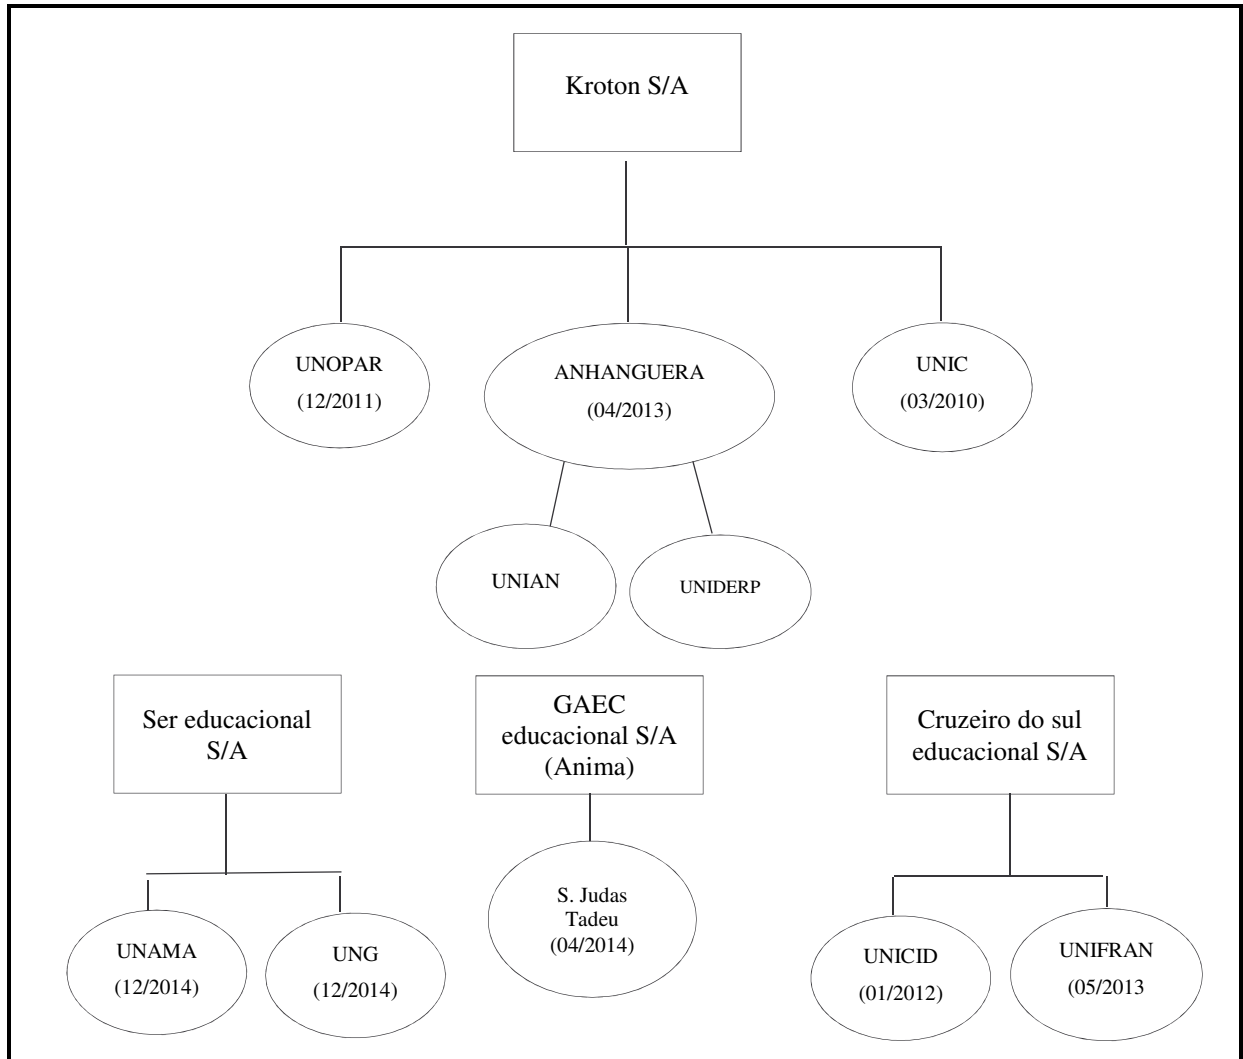 Kroton S/A
UNOPAR
(12/2011)
ANHANGUERA
(04/2013)
UNIC
(03/2010)
UNIAN
UNIDERP
Ser educacional
S/A
GAEC
educacional S/A
(Anima)
Cruzeiro do sul
educacional S/A
UNAMA
(12/2014)
UNG
(12/2014)
S. Judas
Tadeu
(04/2014)
UNICID
(01/2012)
UNIFRAN
(05/2013